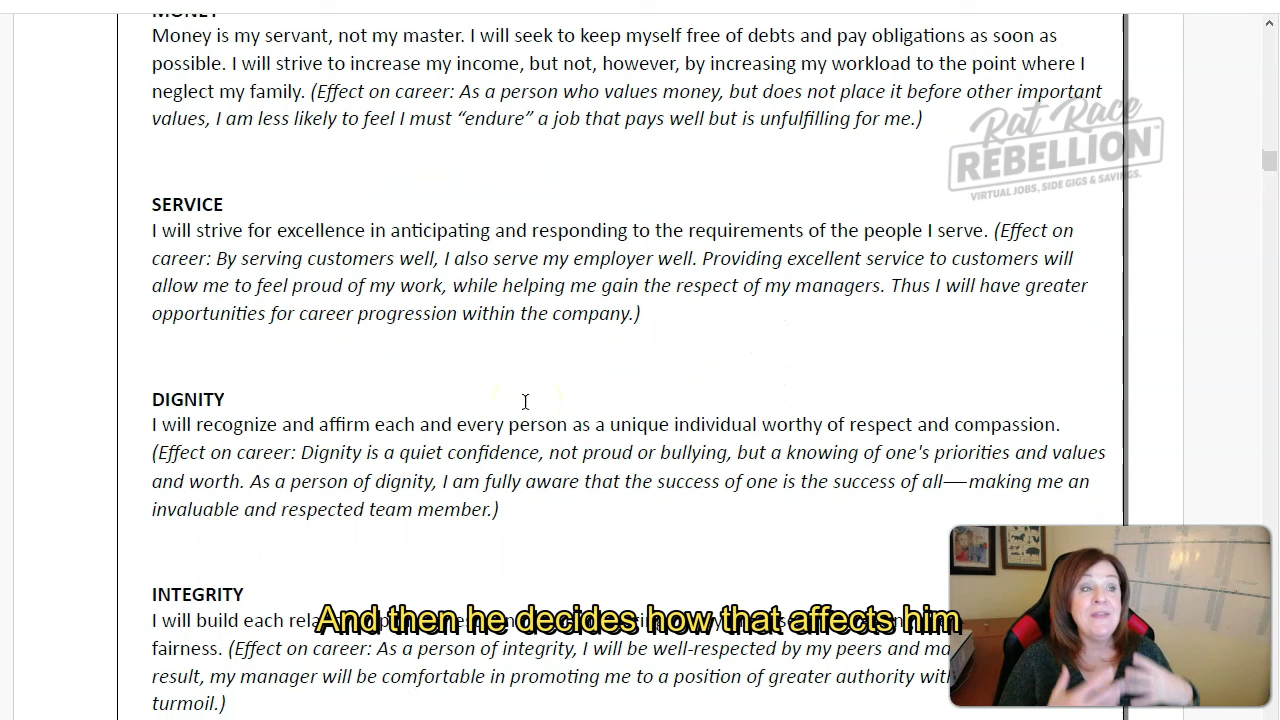 MONEY
Money is my servant, not my master. I will seek to keep myself free of debts and pay obligations as soon as
possible. I will strive to increase my income, but not, however, by increasing my workload to the point where I
neglect my family. (Effect on career: As a person who values money, but does not place it before other important
values, I am less likely to feel I must “endure” a job that pays well but is unfulfilling for me.)
Rat Race
REBELLION™
VIRTUAL JOBS, SIDE GIGS & SAVINGS.
SERVICE
I will strive for excellence in anticipating and responding to the requirements of the people I serve. (Effect on
career: By serving customers well, I also serve my employer well. Providing excellent service to customers will
allow me to feel proud of my work, while helping me gain the respect of my managers. Thus I will have greater
opportunities for career progression within the company.)
DIGNITY
I will recognize and affirm each and every person as a unique individual worthy of respect and compassion.
(Effect on career: Dignity is a quiet confidence, not proud or bullying, but a knowing of one's priorities and values
and worth. As a person of dignity, I am fully aware that the success of one is the success of all—making me an
invaluable and respected team member.)
INTEGRITY
I will build each
And then he decides how that affects him
fairness. (Effect on career: As a person of integrity, I will be well-respected by my peers and
result, my manager will be comfortable in promoting me to a position of greater authority
turmoil.)